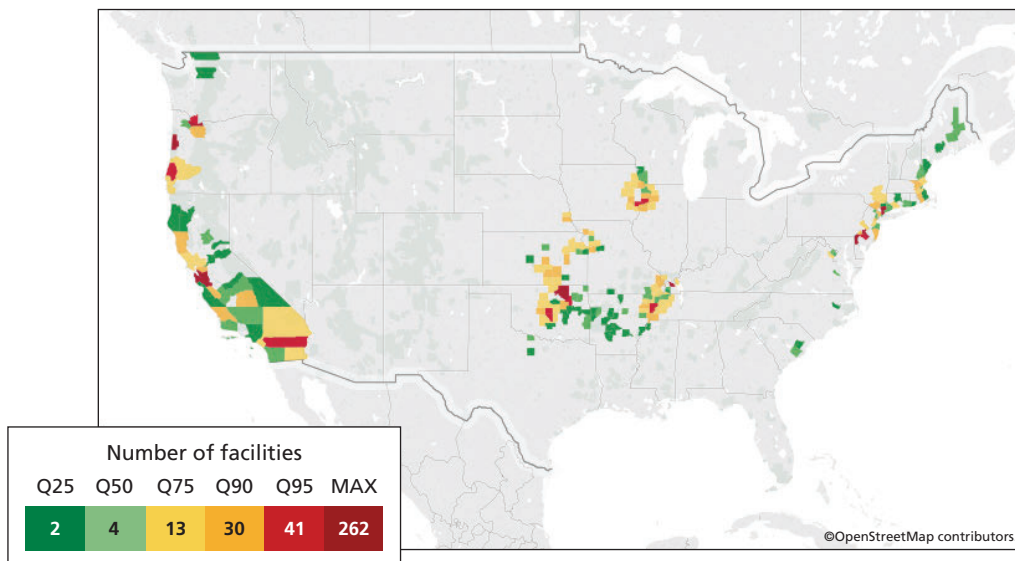 Number of facilities
Q25 Q50 Q75 Q90 Q95 MAX
2 4 13 30 41 262
©OpenStreetMap contributors